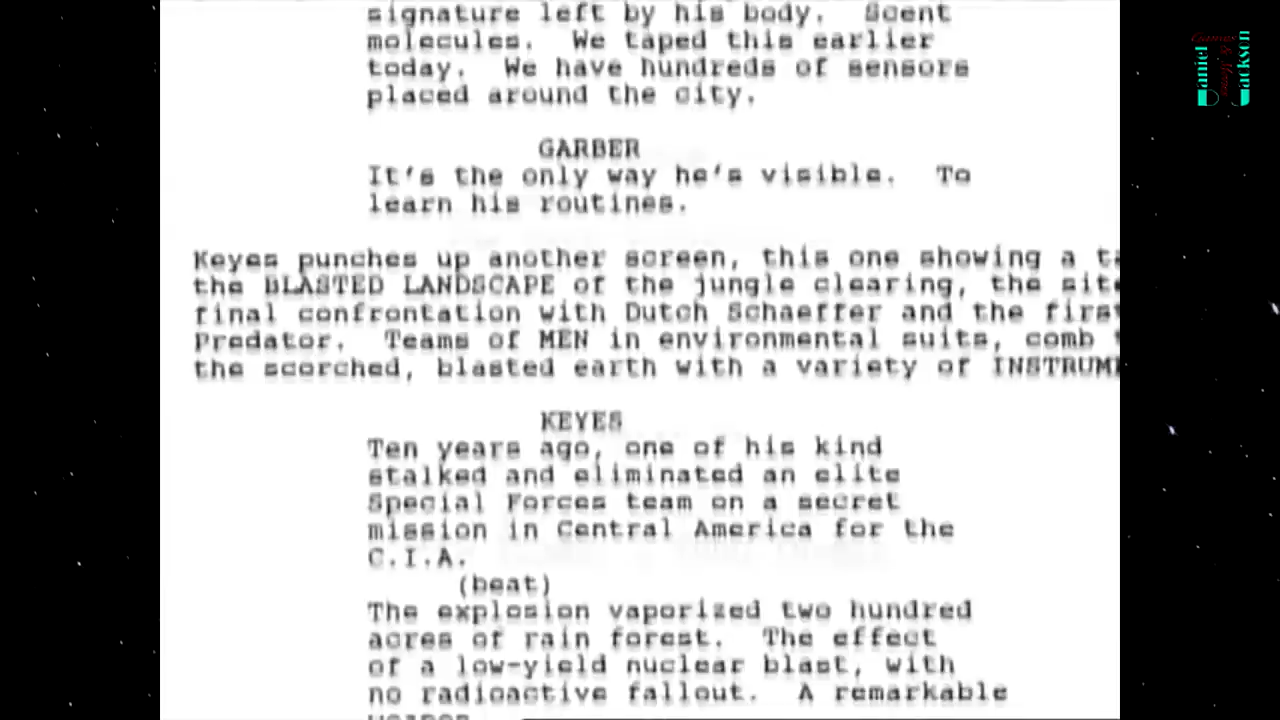 signature left by his body. Scent
molecules. We taped this earlier
today. We have hundreds of sensors
placed around the city.
GARBER
It's the only way he's visible. To
learn his routines.
Keyes punches up another screen, this one showing a
the BLASTED LANDSCAPE of the jungle clearing, the
final confrontation with Dutch Schaeffer and the
Predator. Teams of MEN in environmental suits, comb
the scorched, blasted earth with a variety of
KEYES
Ten years ago, one of his kind
stalked and eliminated an elite
Special Forces team on a secret
mission in Central America for the
C.I.A.
(beat)
The explosion vaporized two hundred
acres of rain forest. The effect
of a low-yield nuclear blast, with
no radioactive fallout. A remarkable
Daniel
Jackson